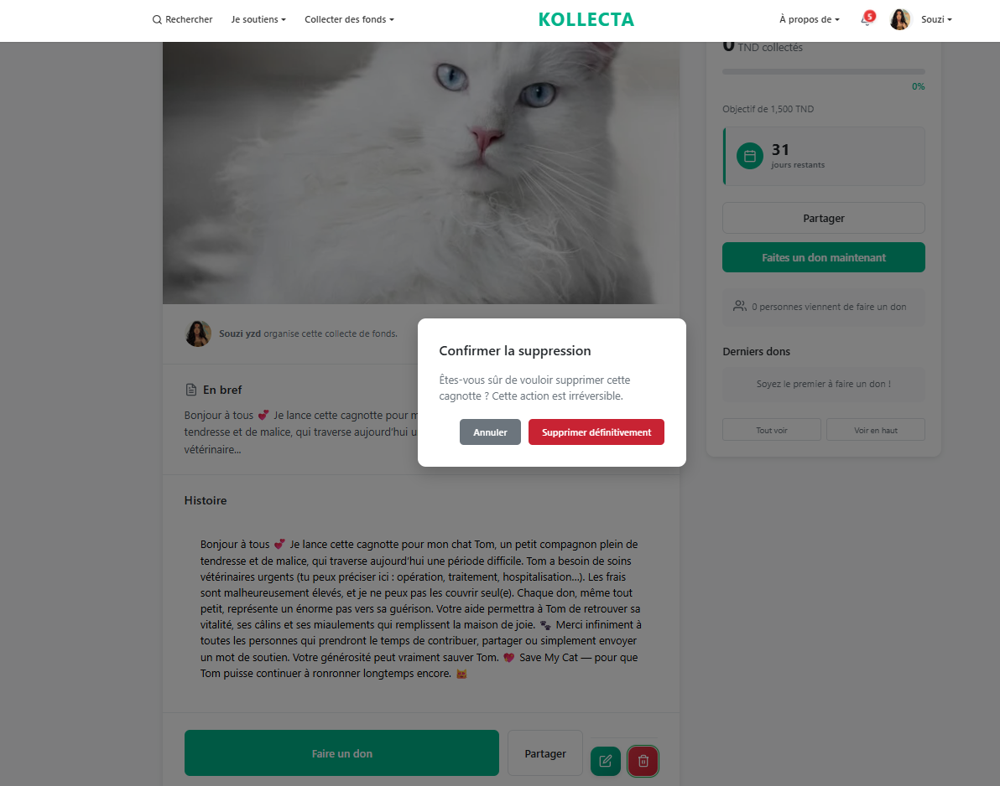 Rechercher Je soutiens Collecter des fonds KOLLECTA À propos de 5 Souzi
0 TND collectés
0%
Objectif de 1,500 TND
31
jours restants
Partager
Faites un don maintenant
0 personnes viennent de faire un don
Derniers dons
Soyez le premier à faire un don !
Tout voir Voir en haut
Souzi yzd organise cette collecte de fonds.
En bref
Bonjour à tous 💕 Je lance cette cagnotte pour
tendresse et de malice, qui traverse aujourd'hui
vétérinaire...
Confirmer la suppression
Êtes-vous sûr de vouloir supprimer cette
cagnotte ? Cette action est irréversible.
Annuler Supprimer définitivement
Histoire
Bonjour à tous 💕 Je lance cette cagnotte pour mon chat Tom, un petit compagnon plein de
tendresse et de malice, qui traverse aujourd'hui une période difficile. Tom a besoin de soins
vétérinaires urgents (tu peux préciser ici : opération, traitement, hospitalisation...). Les frais
sont malheureusement élevés, et je ne peux pas les couvrir seul(e). Chaque don, même tout
petit, représente un énorme pas vers sa guérison. Votre aide permettra à Tom de retrouver sa
vitalité, ses câlins et ses miaulements qui remplissent la maison de joie. 🐾 Merci infiniment à
toutes les personnes qui prendront le temps de contribuer, partager ou simplement envoyer
un mot de soutien. Votre générosité peut vraiment sauver Tom. 💖 Save My Cat — pour que
Tom puisse continuer à ronronner longtemps encore. 😻
Faire un don Partager